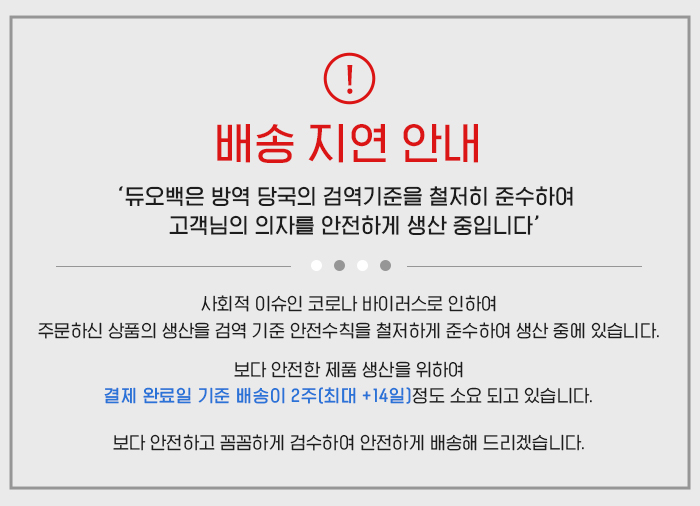 !
배송 지연 안내
‘듀오백은 방역 당국의 검역기준을 철저히 준수하여
고객님의 의자를 안전하게 생산 중입니다’
사회적 이슈인 코로나 바이러스로 인하여
주문하신 상품의 생산을 검역 기준 안전수칙을 철저하게 준수하여 생산 중에 있습니다.
보다 안전한 제품 생산을 위하여
결제 완료일 기준 배송이 2주(최대 +14일)정도 소요 되고 있습니다.
보다 안전하고 꼼꼼하게 검수하여 안전하게 배송해 드리겠습니다.